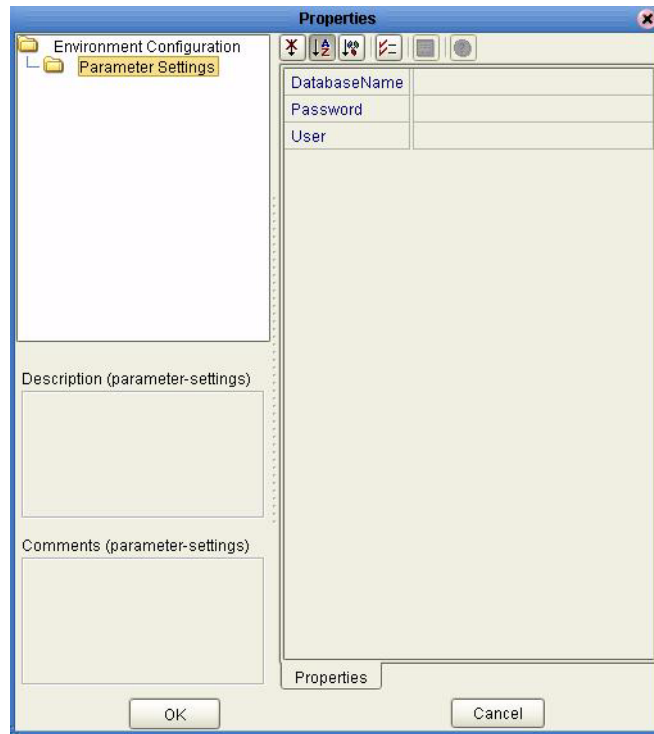 Properties
Environment Configuration
Parameter Settings
DatabaseName
Password
User
Description (parameter-settings)
Comments (parameter-settings)
Properties
OK
Cancel